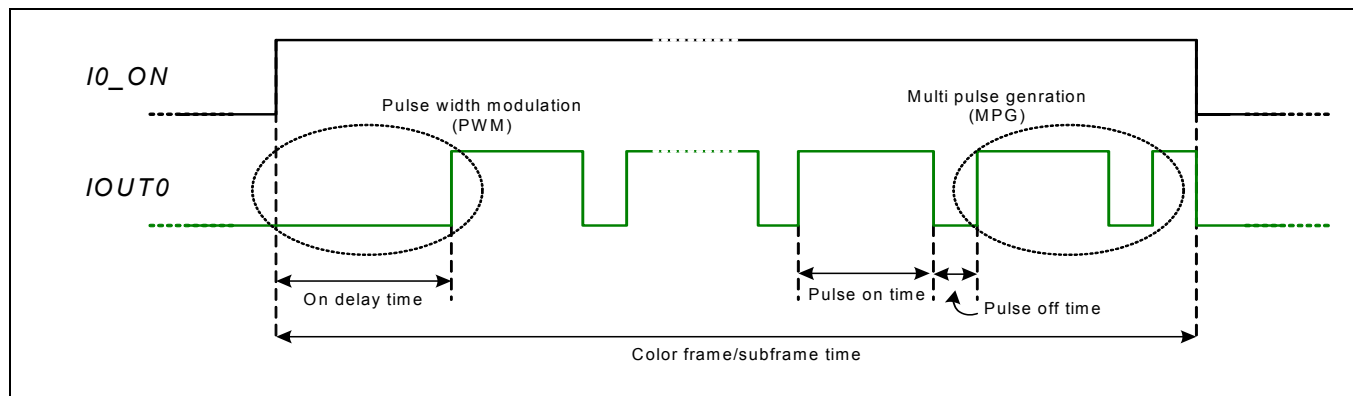 I0_ON
Pulse width modulation
(PWM)
Multi pulse genration
(MPG)
IOUT0
On delay time
Pulse on time
Pulse off time
Color frame/subframe time